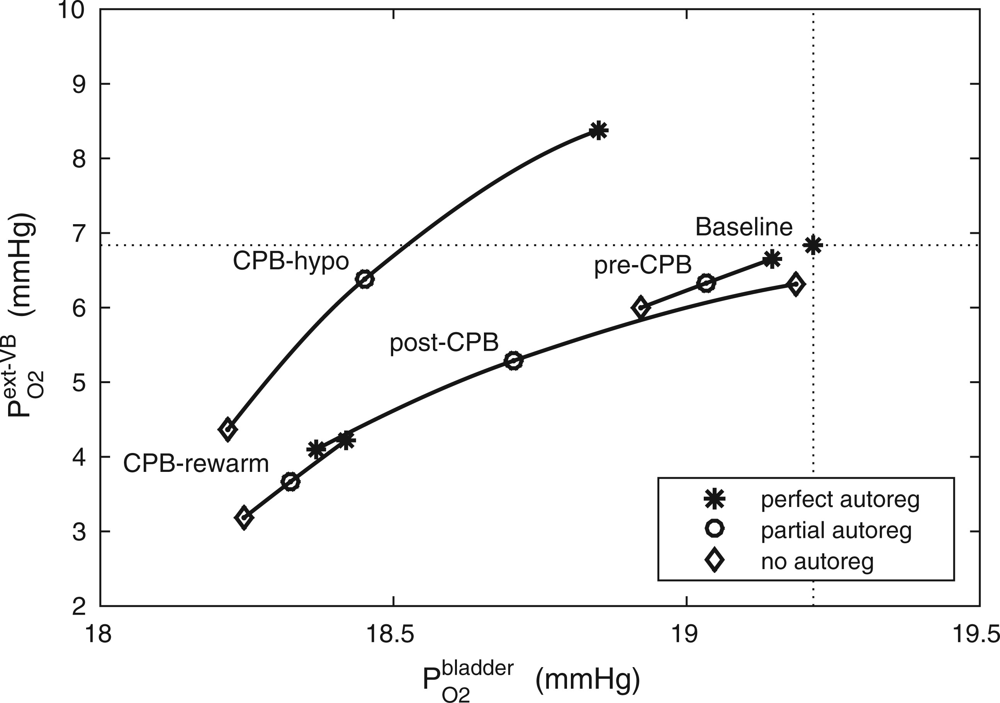 10
9
8
7
6
5
4
3
2
18
18.5
19
19.5
P O2 ext-VB (mmHg)
P O2 bladder (mmHg)
Baseline
CPB-hypo
pre-CPB
post-CPB
CPB-rewarm
perfect autoreg
partial autoreg
no autoreg